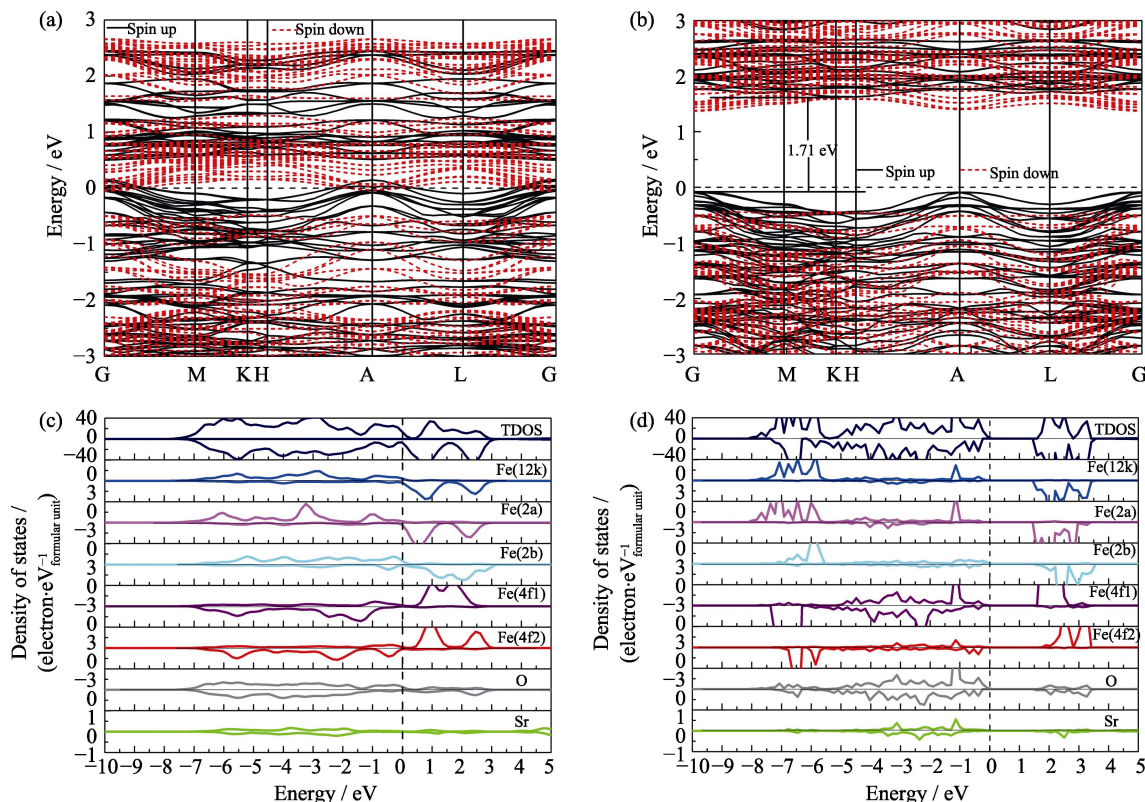 (a)
Spin up
Spin down
Energy / eV
3
2
1
0
−1
−2
−3
G M K H A L G
(b)
1.71 eV
Spin up
Spin down
Energy / eV
3
2
1
0
−1
−2
−3
G M K H A L G
(c)
Density of states /
(electron·eV⁻¹formular unit)
40
0
−40
TDOS
0
3
Fe(12k)
0
−3
Fe(2a)
0
Fe(2b)
0
−3
Fe(4f1)
3
0
Fe(4f2)
−3
0
O
1
0
−1
Sr
−10 −9 −8 −7 −6 −5 −4 −3 −2 −1 0 1 2 3 4 5
Energy / eV
(d)
Density of states /
(electron·eV⁻¹formular unit)
40
0
−40
TDOS
0
3
Fe(12k)
0
−3
Fe(2a)
0
Fe(2b)
0
−3
Fe(4f1)
3
0
Fe(4f2)
−3
0
O
1
0
−1
Sr
−10 −9 −8 −7 −6 −5 −4 −3 −2 −1 0 1 2 3 4 5
Energy / eV